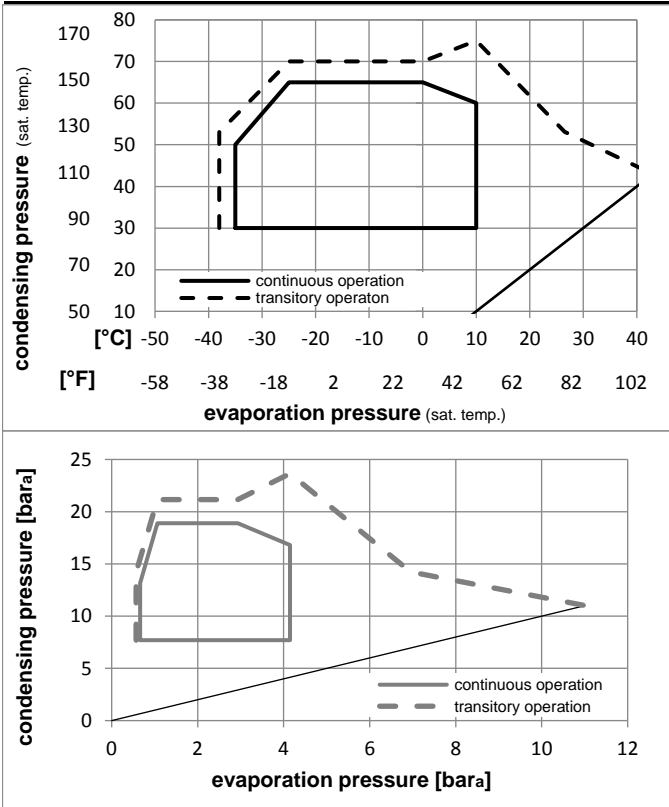 condensing pressure (sat. temp.)
170 80
70
150 60
130 50
110 40
90 30
70 20
50 10
continuous operation
transitory operaton
[°C] -50 -40 -30 -20 -10 0 10 20 30 40
[°F] -58 -38 -18 2 22 42 62 82 102
evaporation pressure (sat. temp.)
condensing pressure [bara]
25
20
15
10
5
0
continuous operation
transitory operation
0 2 4 6 8 10 12
evaporation pressure [bara]